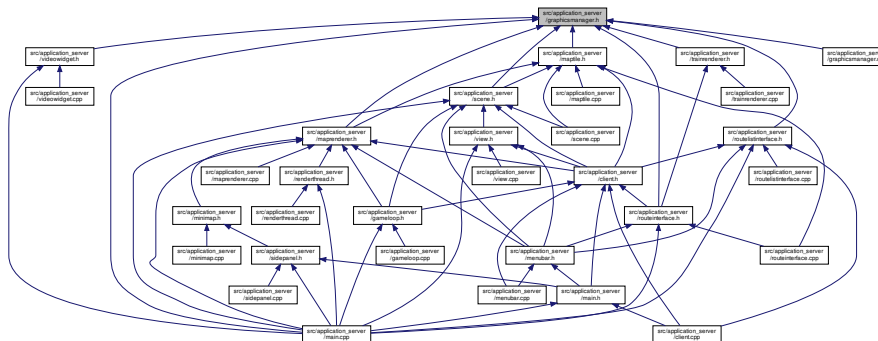 src/application_server
/graphicsmanager.h
src/application_server
/videowidget.h
src/application_server
/maptile.h
src/application_server
/trainrenderer.h
src/application_server
/graphicsmanager.
src/application_server
/videowidget.cpp
src/application_server
/scene.h
src/application_server
/maptile.cpp
src/application_server
/trainrenderer.cpp
src/application_server
/maprenderer.h
src/application_server
/view.h
src/application_server
/scene.cpp
src/application_server
/routelistinterface.h
src/application_server
/maprenderer.cpp
src/application_server
/renderthread.h
src/application_server
/view.cpp
src/application_server
/client.h
src/application_server
/routelistinterface.cpp
src/application_server
/minimap.h
src/application_server
/renderthread.cpp
src/application_server
/gameloop.h
src/application_server
/routeinterface.h
src/application_server
/minimap.cpp
src/application_server
/sidepanel.h
src/application_server
/gameloop.cpp
src/application_server
/menubar.h
src/application_server
/routeinterface.cpp
src/application_server
/sidepanel.cpp
src/application_server
/menubar.cpp
src/application_server
/main.h
src/application_server
/main.cpp
src/application_server
/client.cpp